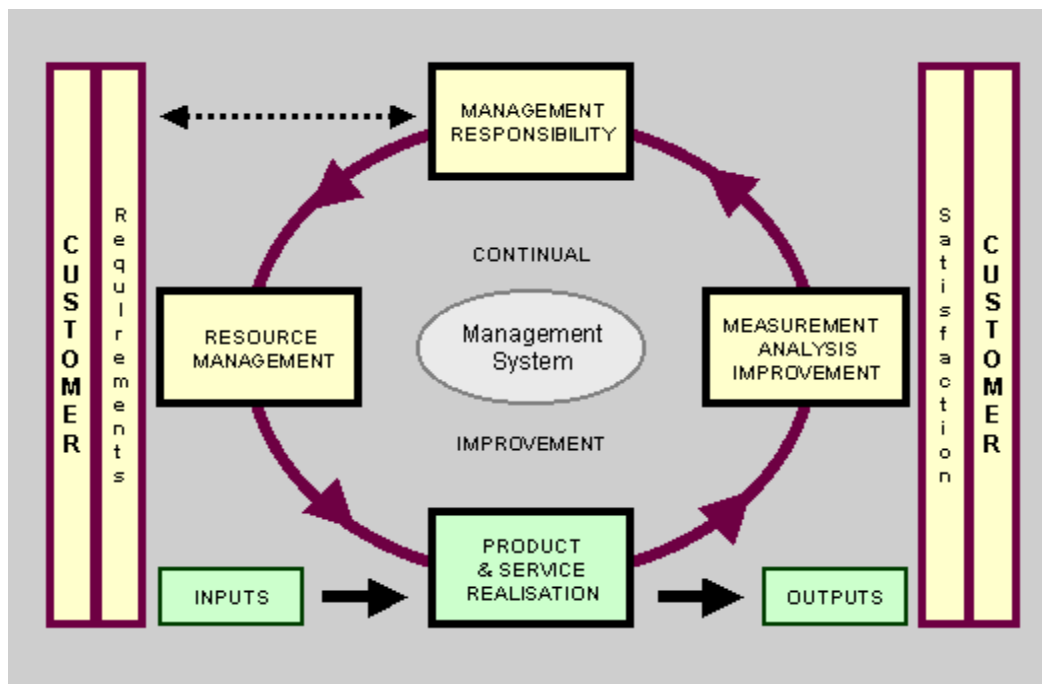 CUSTOMER
Requirements
MANAGEMENT
RESPONSIBILITY
CONTINUAL
RESOURCE
MANAGEMENT
Management
System
MEASUREMENT
ANALYSIS
IMPROVEMENT
IMPROVEMENT
PRODUCT
& SERVICE
REALISATION
INPUTS
OUTPUTS
Satisfaction
CUSTOMER